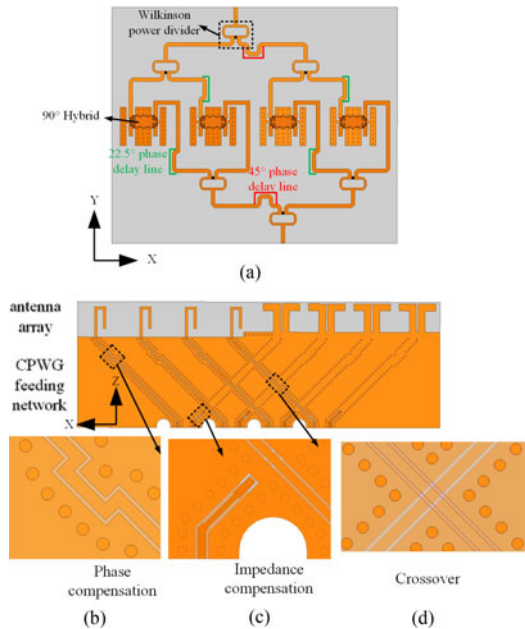 Wilkinson
power divider
90° Hybrid
22.5° phase
delay line
45° phase
delay line
Y
X
(a)
antenna
array
CPWG
feeding
network
Z
X
Phase
compensation
Impedance
compensation
Crossover
(b)
(c)
(d)